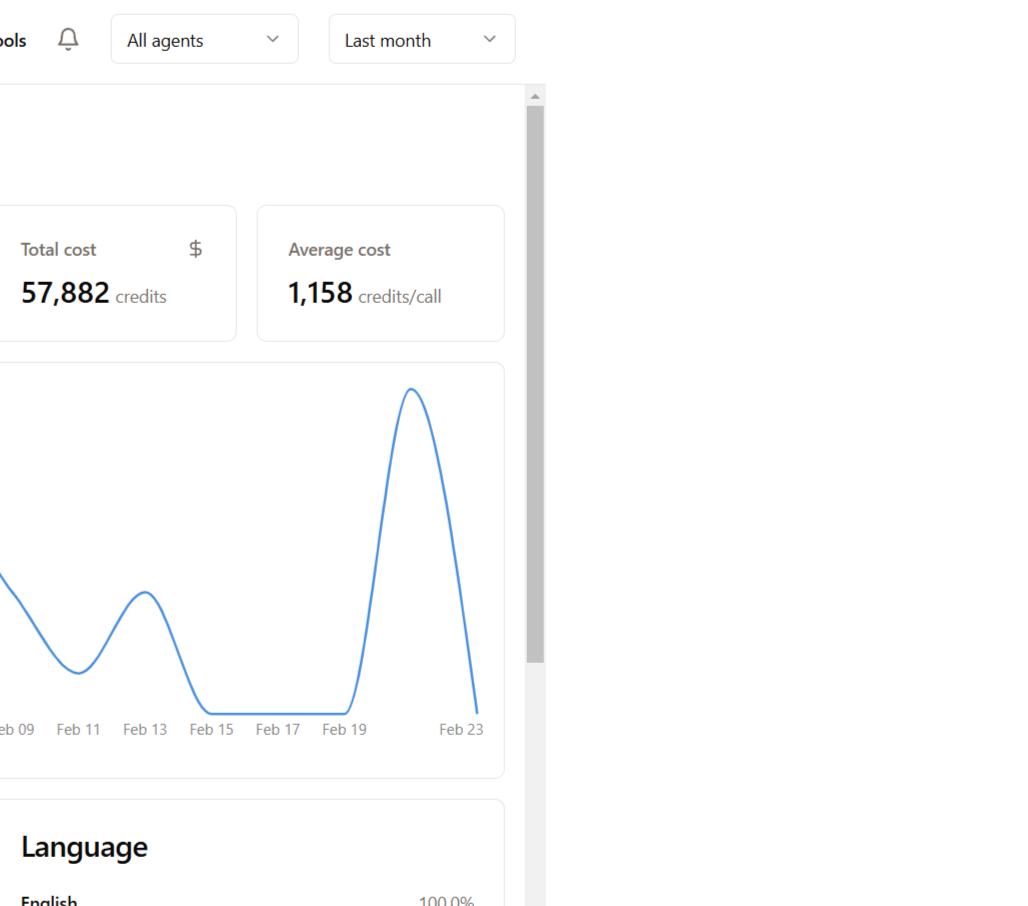 ools
All agents
Last month
Total cost
$
57,882 credits
Average cost
1,158 credits/call
eb 09 Feb 11 Feb 13 Feb 15 Feb 17 Feb 19 Feb 23
Language
English 100.0%